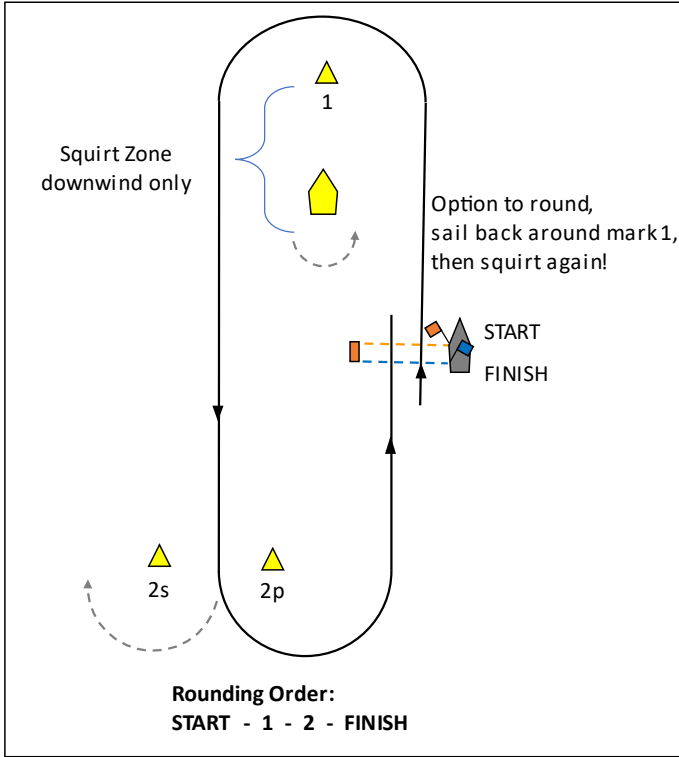 1
Squirt Zone
downwind only
Option to round,
sail back around mark 1,
then squirt again!
START
FINISH
2s
2p
Rounding Order:
START - 1 - 2 - FINISH